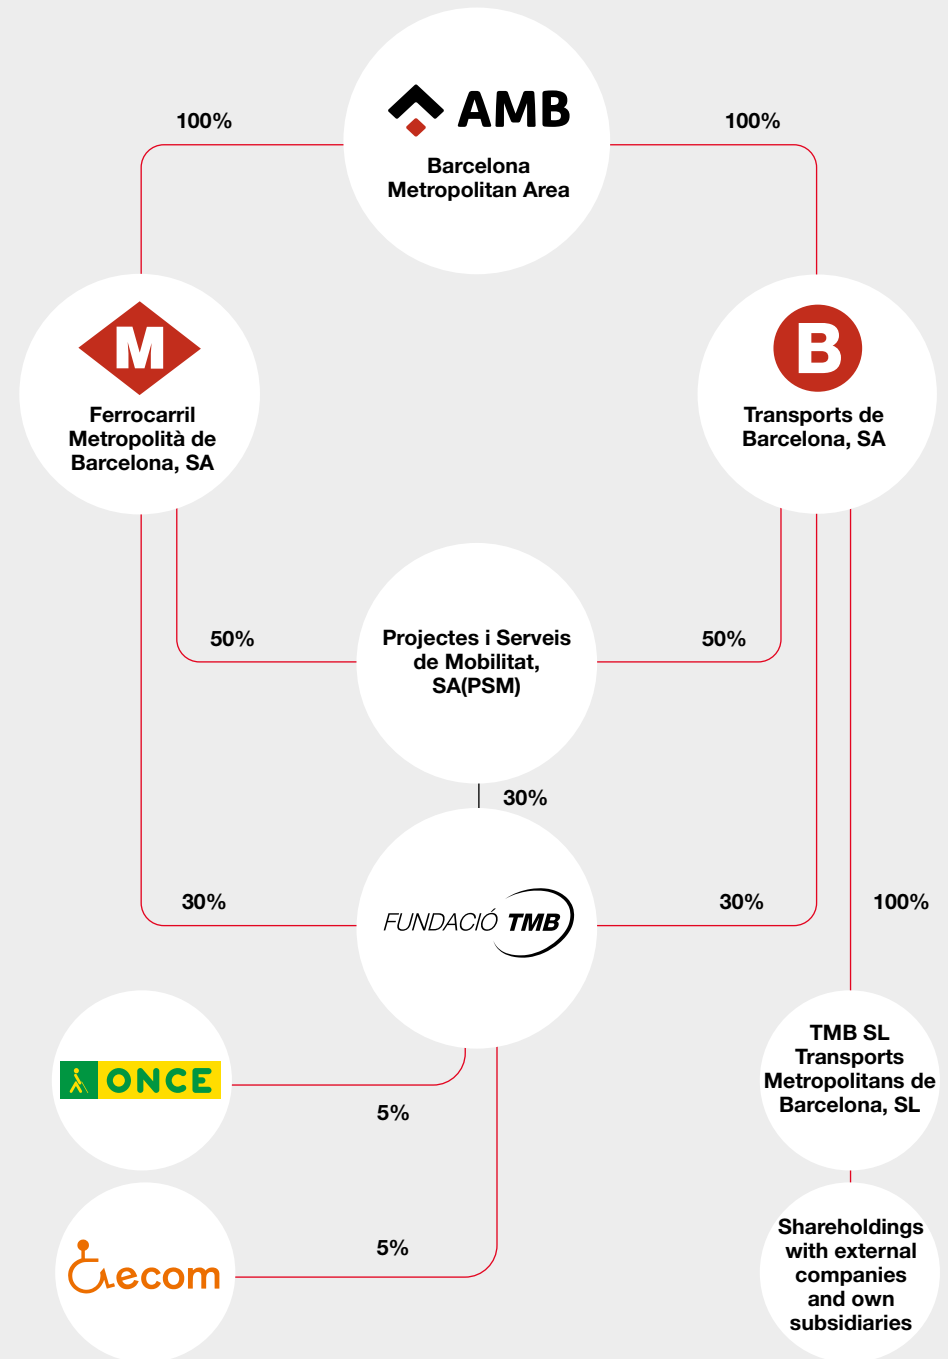 AMB
Barcelona
Metropolitan Area
100%
100%
M
Ferrocarril
Metropolità de
Barcelona, SA
B
Transports de
Barcelona, SA
50%
Projectes i Serveis
de Mobilitat,
SA(PSM)
50%
30%
30%
FUNDACIÓ TMB
30%
100%
ONCE
5%
TMB SL
Transports
Metropolitans de
Barcelona, SL
ecom
5%
Shareholdings
with external
companies
and own
subsidiaries